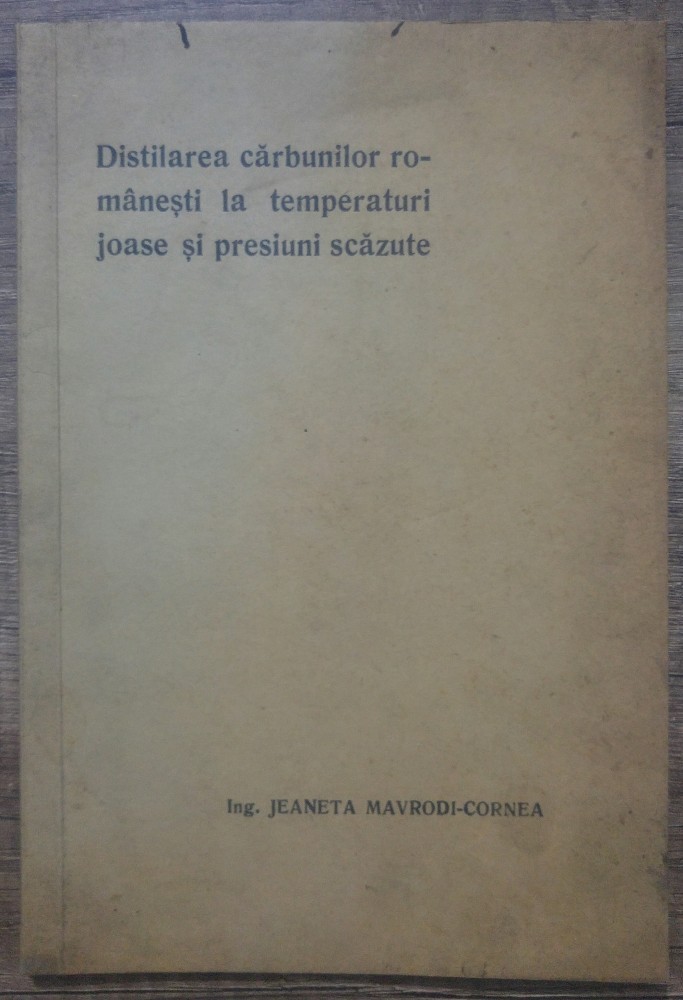 Distilarea cărbunilor ro-
mânești la temperaturi
joase și presiuni scăzute
Ing. JEANETA MAVRODI-CORNEA